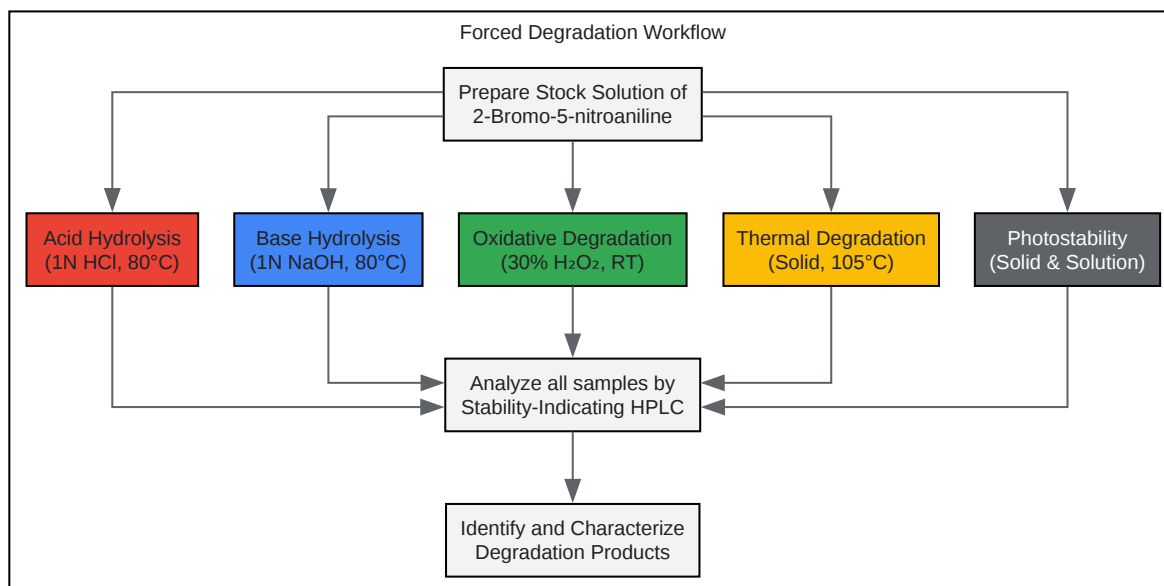 Forced Degradation Workflow
Prepare Stock Solution of
2-Bromo-5-nitroaniline
Acid Hydrolysis
(1N HCl, 80°C)
Base Hydrolysis
(1N NaOH, 80°C)
Oxidative Degradation
(30% H₂O₂, RT)
Thermal Degradation
(Solid, 105°C)
Photostability
(Solid & Solution)
Analyze all samples by
Stability-Indicating HPLC
Identify and Characterize
Degradation Products